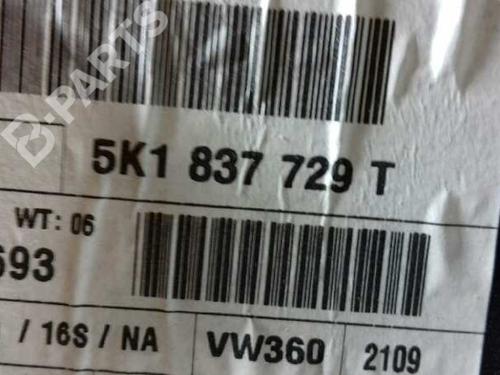 B-PARTS
5K1 837 729 T
WT: 06
693
/ 16S / NA
VW360
2109